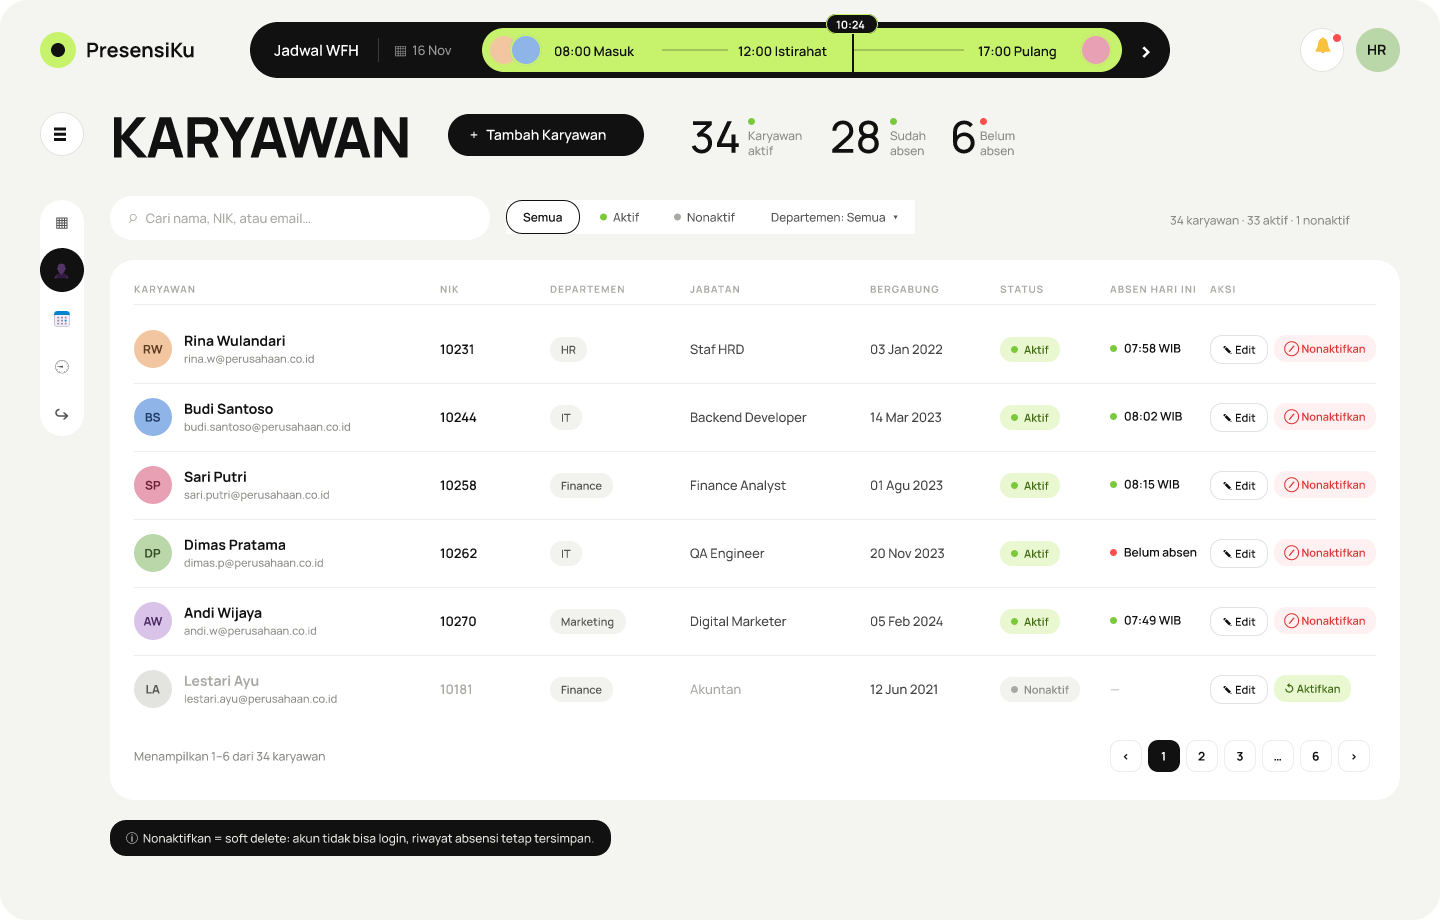 PresensiKu
Jadwal WFH
16 Nov
08:00 Masuk
12:00 Istirahat
10:24
17:00 Pulang
HR
KARYAWAN
+ Tambah Karyawan
34 Karyawan aktif
28 Sudah absen
6 Belum absen
Cari nama, NIK, atau email...
Semua
Aktif
Nonaktif
Departemen: Semua
34 karyawan · 33 aktif · 1 nonaktif
KARYAWAN NIK DEPARTEMEN JABATAN BERGABUNG STATUS ABSEN HARI INI AKSI
RW Rina Wulandari 10231 HR Staf HRD 03 Jan 2022 Aktif 07:58 WIB Edit Nonaktifkan
rina.w@perusahaan.co.id
BS Budi Santoso 10244 IT Backend Developer 14 Mar 2023 Aktif 08:02 WIB Edit Nonaktifkan
budi.santoso@perusahaan.co.id
SP Sari Putri 10258 Finance Finance Analyst 01 Agu 2023 Aktif 08:15 WIB Edit Nonaktifkan
sari.putri@perusahaan.co.id
DP Dimas Pratama 10262 IT QA Engineer 20 Nov 2023 Aktif Belum absen Edit Nonaktifkan
dimas.p@perusahaan.co.id
AW Andi Wijaya 10270 Marketing Digital Marketer 05 Feb 2024 Aktif 07:49 WIB Edit Nonaktifkan
andi.w@perusahaan.co.id
LA Lestari Ayu 10181 Finance Akuntan 12 Jun 2021 Nonaktif — Edit Aktifkan
lestari.ayu@perusahaan.co.id
Menampilkan 1–6 dari 34 karyawan
‹ 1 2 3 … 6 ›
ⓘ Nonaktifkan = soft delete: akun tidak bisa login, riwayat absensi tetap tersimpan.